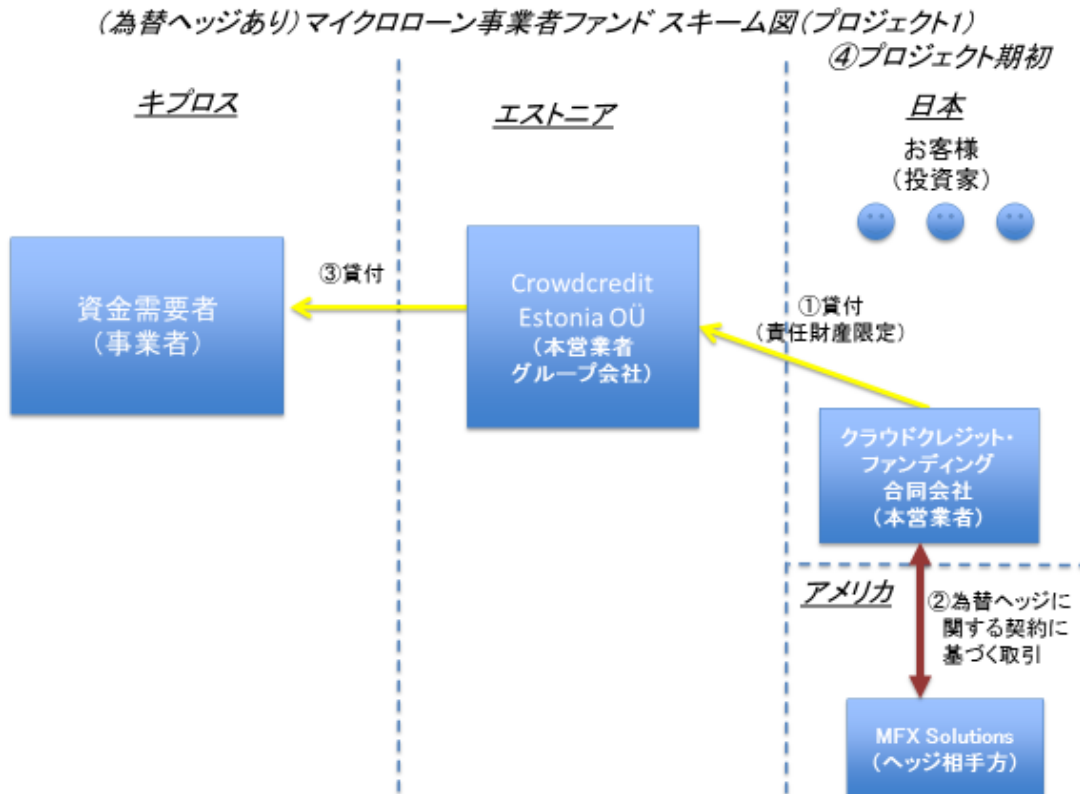 (為替ヘッジあり)マイクロローン事業者ファンド スキーム図(プロジェクト1)
④プロジェクト期初
キプロス
エストニア
日本
お客様
(投資家)
資金需要者
(事業者)
③貸付
Crowdcredit
Estonia OÜ
(本営業者
グループ会社)
①貸付
(責任財産限定)
クラウドクレジット・
ファンディング
合同会社
(本営業者)
アメリカ
②為替ヘッジに
関する契約に
基づく取引
MFX Solutions
(ヘッジ相手方)